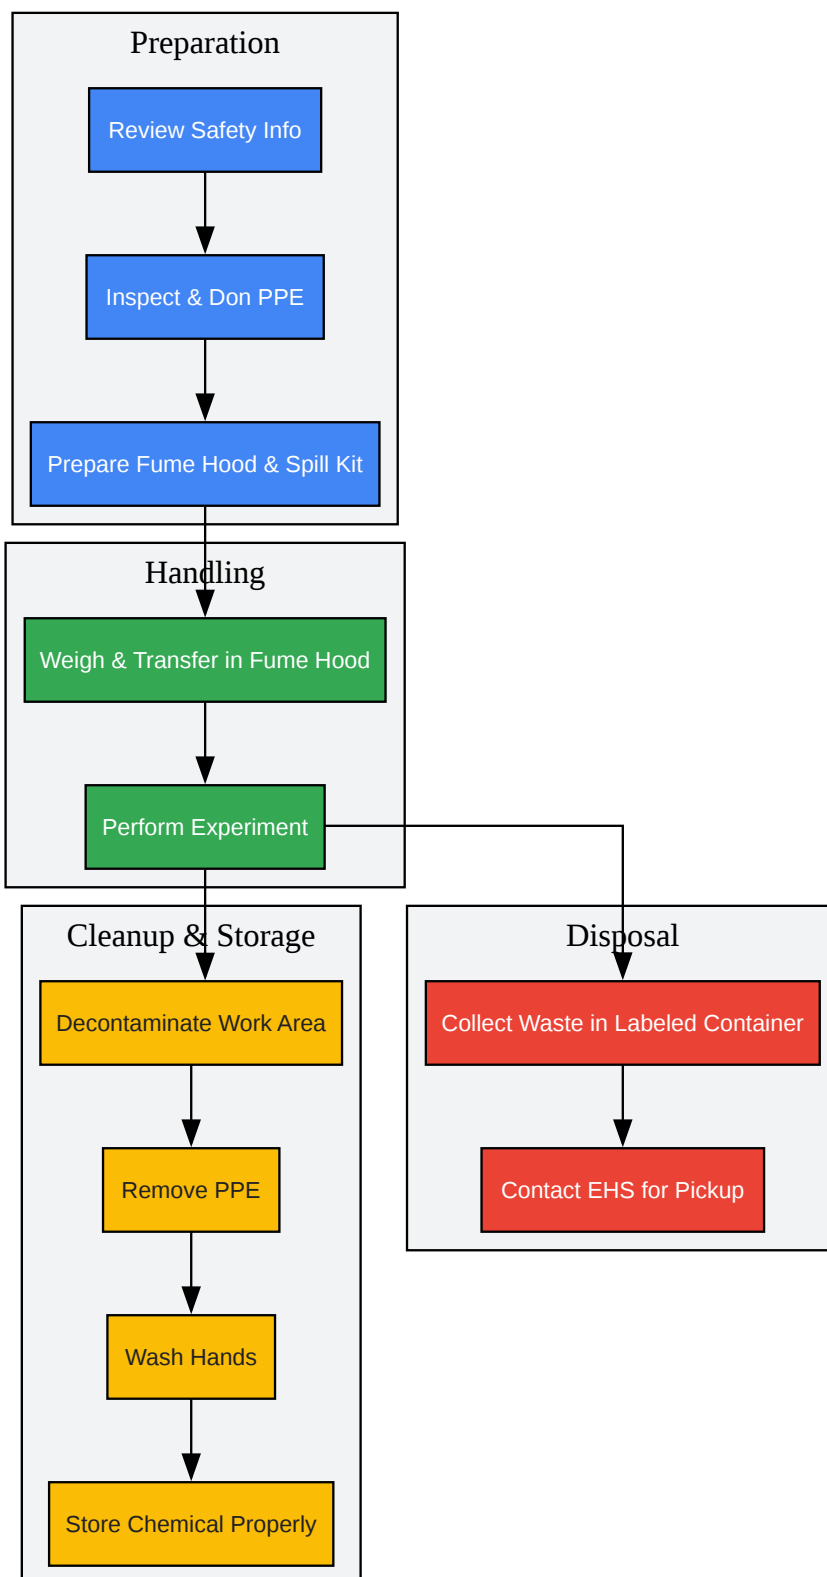 Preparation
Review Safety Info
Inspect & Don PPE
Prepare Fume Hood & Spill Kit
Handling
Weigh & Transfer in Fume Hood
Perform Experiment
Cleanup & Storage
Decontaminate Work Area
Remove PPE
Wash Hands
Store Chemical Properly
Disposal
Collect Waste in Labeled Container
Contact EHS for Pickup